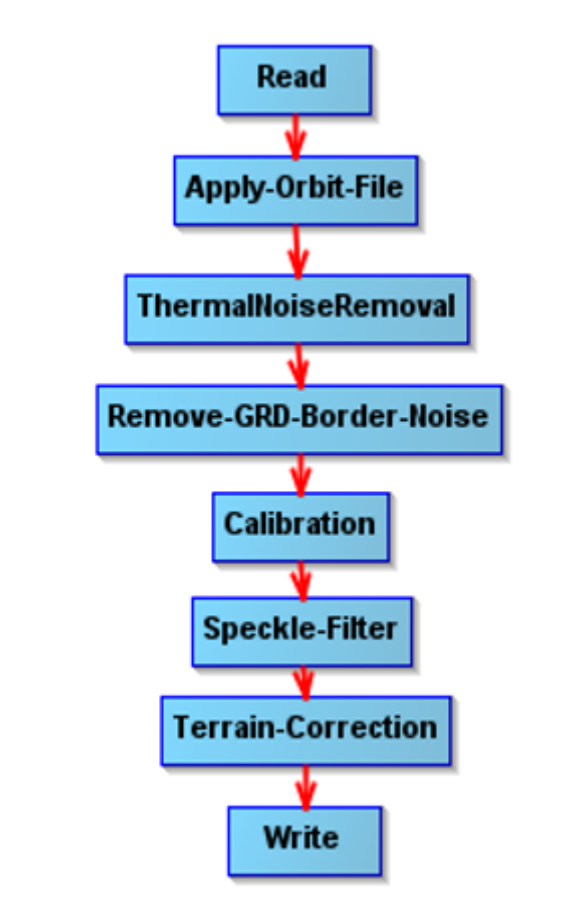 Read
Apply-Orbit-File
ThermalNoiseRemoval
Remove-GRD-Border-Noise
Calibration
Speckle-Filter
Terrain-Correction
Write